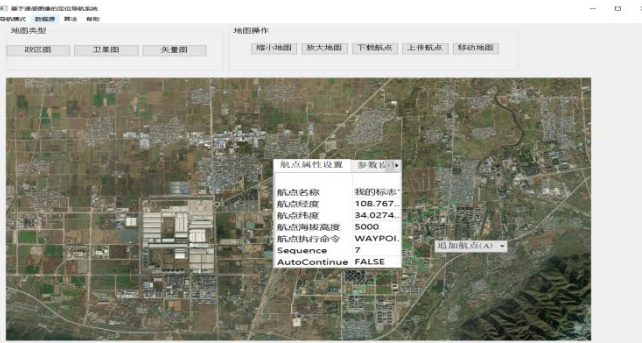 基于遥感图像的定位导航系统
导航模式 数据源 算法 帮助
地图类型
地图操作
政区图 卫星图 矢量图
缩小地图 放大地图 下载航点 上传航点 移动地图
航点属性设置 参数
航点名称 我的标志
航点经度 108.767..
航点纬度 34.0274..
航点海拔高度 5000
航点执行命令 WAYPOI..
Sequence 7
AutoContinue FALSE
追加航点(A)